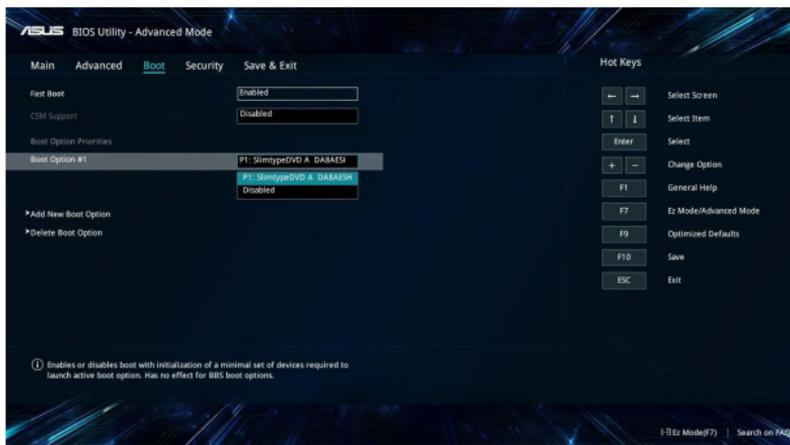 ASUS BIOS Utility - Advanced Mode
Main Advanced Boot Security Save & Exit
Fast Boot Enabled
CSM Support Disabled
Boot Option Priorities
Boot Option #1 P1: SlimtypeDVD A DA8AESH
P1: SlimtypeDVD A DA8AESH
Disabled
Add New Boot Option
Delete Boot Option
Enables or disables boot with initialization of a minimal set of devices required to
launch active boot option. Has no effect for BBS boot options.
Hot Keys
← → Select Screen
↑ ↓ Select Item
Enter Select
+ - Change Option
F1 General Help
F7 Ez Mode/Advanced Mode
F9 Optimized Defaults
F10 Save
ESC Exit
Ez Mode(F7) | Search on FAQ